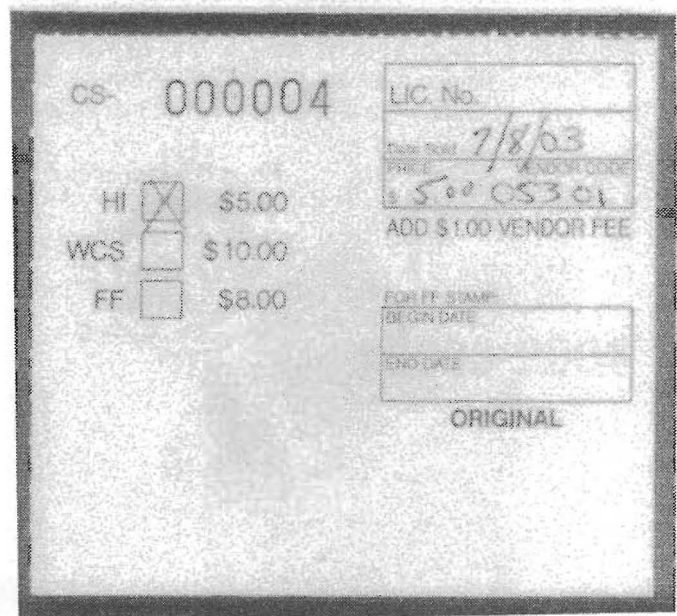 CS- 000004
HI $5.00
WCS $10.00
FF $8.00
LIC. No.
Date Sold 7/8/03
PRICE VENDOR CODE
$ 5.00 05301
ADD $1.00 VENDOR FEE
FOR FF STAMP
BEGIN DATE
END DATE
ORIGINAL